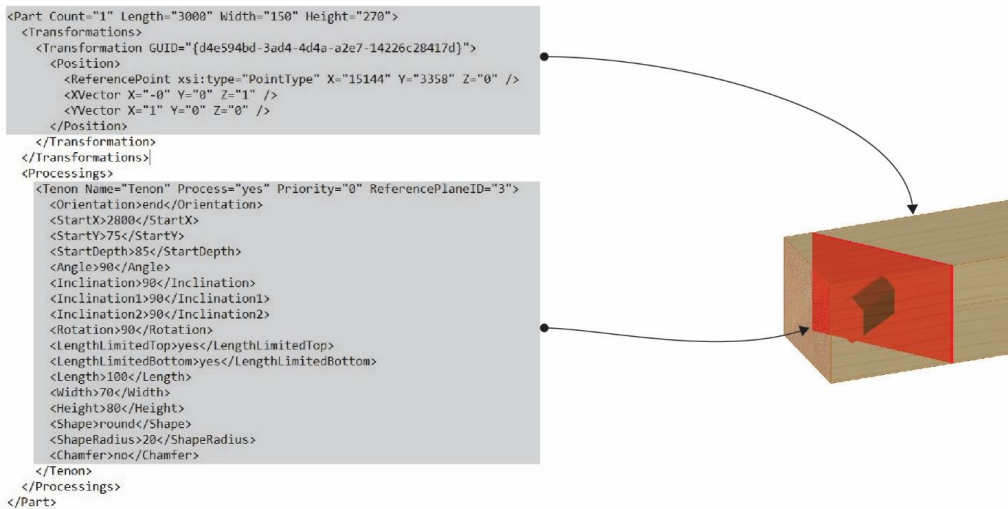 <Part Count="1" Length="3000" Width="150" Height="270">
<Transformations>
<Transformation GUID="{d4e594bd-3ad4-4d4a-a2e7-14226c28417d}">
<Position>
<ReferencePoint xsi:type="PointType" X="15144" Y="3358" Z="0" />
<XVector X="-0" Y="0" Z="1" />
<YVector X="1" Y="0" Z="0" />
</Position>
</Transformation>
</Transformations>
<Processings>
<Tenon Name="Tenon" Process="yes" Priority="0" ReferencePlaneID="3">
<Orientation>end</Orientation>
<StartX>2800</StartX>
<StartY>75</StartY>
<StartDepth>85</StartDepth>
<Angle>90</Angle>
<Inclination>90</Inclination>
<Inclination1>90</Inclination1>
<Inclination2>90</Inclination2>
<Rotation>90</Rotation>
<LengthLimitedTop>yes</LengthLimitedTop>
<LengthLimitedBottom>yes</LengthLimitedBottom>
<Length>100</Length>
<Width>70</Width>
<Height>80</Height>
<Shape>round</Shape>
<ShapeRadius>20</ShapeRadius>
<Chamfer>no</Chamfer>
</Tenon>
</Processings>
</Part>